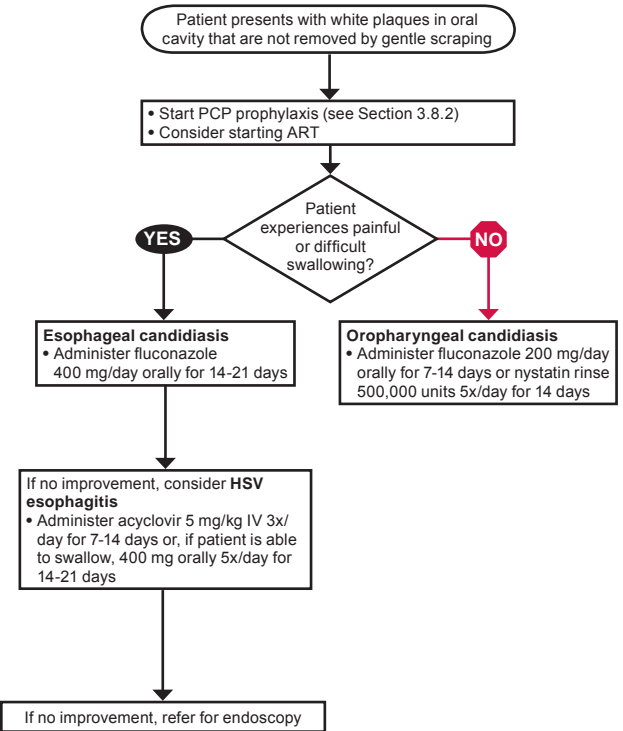 Patient presents with white plaques in oral
cavity that are not removed by gentle scraping
• Start PCP prophylaxis (see Section 3.8.2)
• Consider starting ART
Patient
experiences painful
or difficult
swallowing?
YES
NO
Esophageal candidiasis
• Administer fluconazole
400 mg/day orally for 14-21 days
Oropharyngeal candidiasis
• Administer fluconazole 200 mg/day
orally for 7-14 days or nystatin rinse
500,000 units 5x/day for 14 days
If no improvement, consider HSV
esophagitis
• Administer acyclovir 5 mg/kg IV 3x/
day for 7-14 days or, if patient is able
to swallow, 400 mg orally 5x/day for
14-21 days
If no improvement, refer for endoscopy